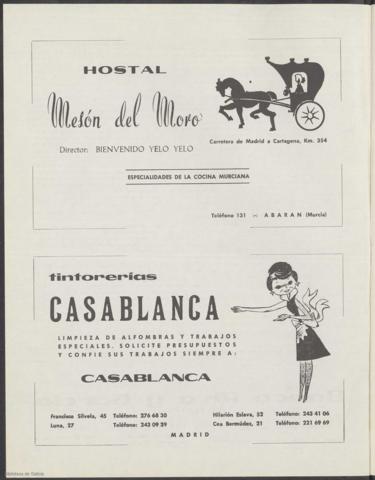 HOSTAL
Mesón del Moro
Director: BIENVENIDO YELO YELO
Carretera de Madrid a Cartagena, Km. 354
ESPECIALIDADES DE LA COCINA MURCIANA
Teléfono 131 — ABARAN (Murcia)
tintorerías
CASABLANCA
LIMPIEZA DE ALFOMBRAS Y TRABAJOS
ESPECIALES. SOLICITE PRESUPUESTOS
Y CONFIE SUS TRABAJOS SIEMPRE A:
CASABLANCA
Francisco Silvela, 45 Teléfono: 276 68 30
Luna, 27 Teléfono: 243 09 39
Hilarión Eslava, 52 Teléfono: 243 41 06
Cea Bermúdez, 21 Teléfono: 221 69 69
MADRID
Biblioteca de Galicia